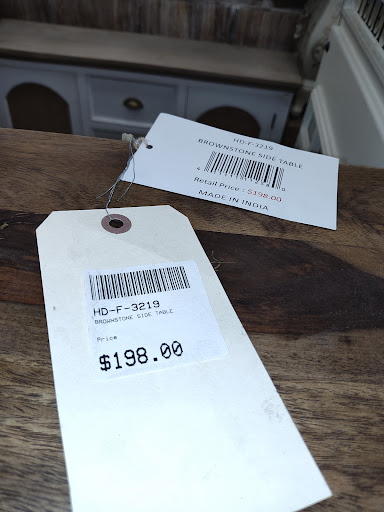 HD-F-3219
BROWNSTONE SIDE TABLE
Retail Price : $198.00
MADE IN INDIA
HD-F-3219
BROWNSTONE SIDE TABLE
Price
$198.00